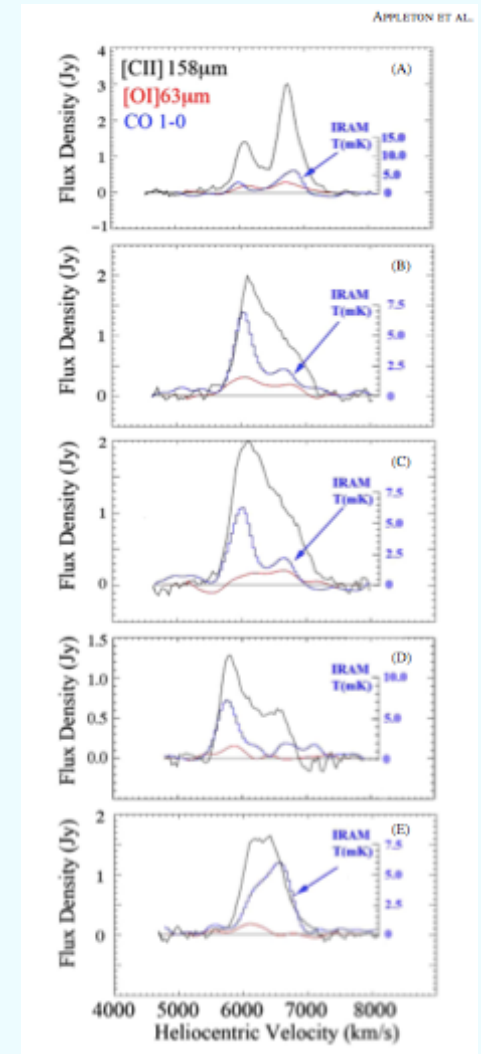 APPLETON ET AL.
[CII] 158µm
[OI]63µm
CO 1-0
(A)
IRAM
T(mK)
Flux Density (Jy)
4
3
2
1
0
−1
15.0
10.0
5.0
0
(B)
IRAM
T(mK)
Flux Density (Jy)
2
1
0
7.5
5.0
2.5
0
(C)
IRAM
T(mK)
Flux Density (Jy)
2
1
0
7.5
5.0
2.5
0
(D)
IRAM
T(mK)
Flux Density (Jy)
1.5
1.0
0.5
0.0
10.0
5.0
0
(E)
IRAM
T(mK)
Flux Density (Jy)
2
1
0
7.5
5.0
2.5
0
4000 5000 6000 7000 8000
Heliocentric Velocity (km/s)